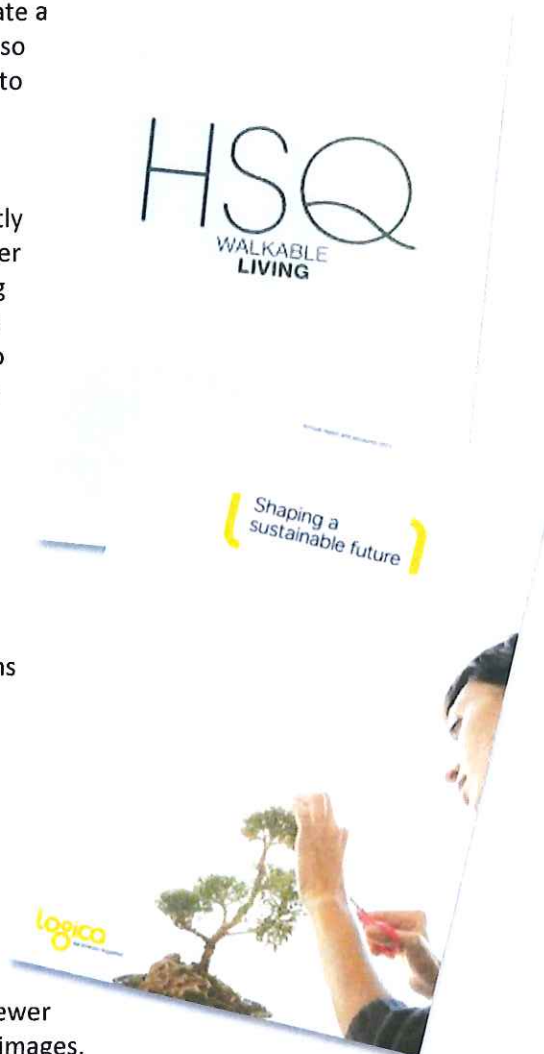 ate a
so
to
HSQ
tly
er
WALKABLE
LIVING
Shaping a
sustainable future
ns
logica
ewer
images.